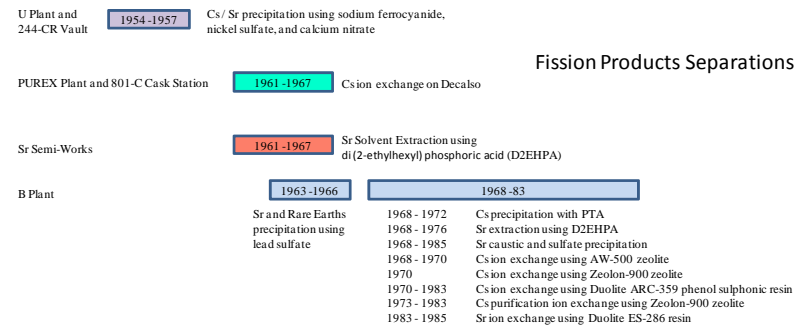 U Plant and
244-CR Vault
1954 -1957
Cs / Sr precipitation using sodium ferrocyanide,
nickel sulfate, and calcium nitrate
Fission Products Separations
PUREX Plant and 801-C Cask Station
1961 -1967
Cs ion exchange on Decalso
Sr Semi-Works
1961 -1967
Sr Solvent Extraction using
di (2-ethylhexyl) phosphoric acid (D2EHPA)
B Plant
1963 -1966
1968 -83
Sr and Rare Earths
precipitation using
lead sulfate
1968 - 1972 Cs precipitation with PTA
1968 - 1976 Sr extraction using D2EHPA
1968 - 1985 Sr caustic and sulfate precipitation
1968 - 1970 Cs ion exchange using AW-500 zeolite
1970 Cs ion exchange using Zeolon-900 zeolite
1970 - 1983 Cs ion exchange using Duolite ARC-359 phenol sulphonic resin
1973 - 1983 Cs purification ion exchange using Zeolon-900 zeolite
1983 - 1985 Sr ion exchange using Duolite ES-286 resin